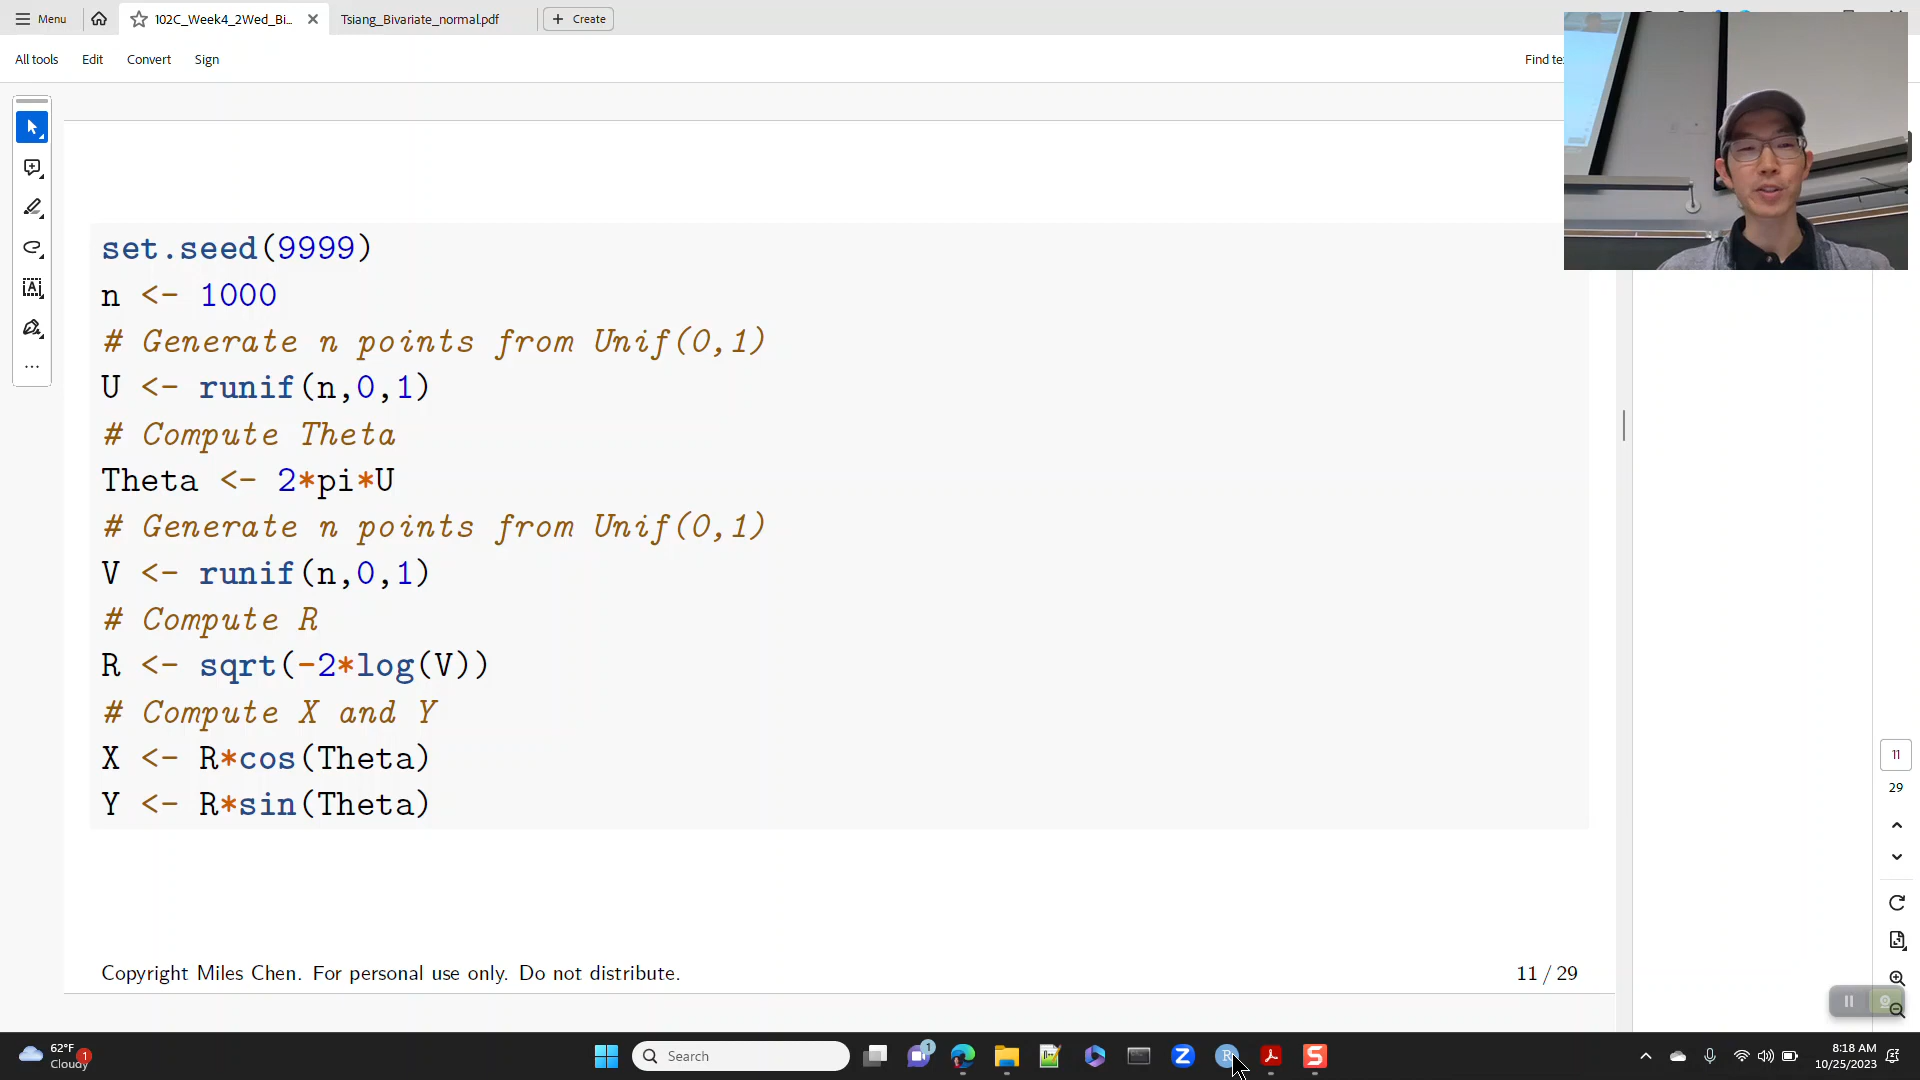 Menu
102C_Week4_2Wed_Bi...
Tsiang_Bivariate_normal.pdf
Create
All tools
Edit
Convert
Sign
Find te
set.seed(9999)
n <- 1000
# Generate n points from Unif(0,1)
U <- runif(n,0,1)
# Compute Theta
Theta <- 2*pi*U
# Generate n points from Unif(0,1)
V <- runif(n,0,1)
# Compute R
R <- sqrt(-2*log(V))
# Compute X and Y
X <- R*cos(Theta)
Y <- R*sin(Theta)
11
29
Copyright Miles Chen. For personal use only. Do not distribute.
11 / 29
62°F
Cloudy
1
Search
1
Z
R
S
8:18 AM
10/25/2023